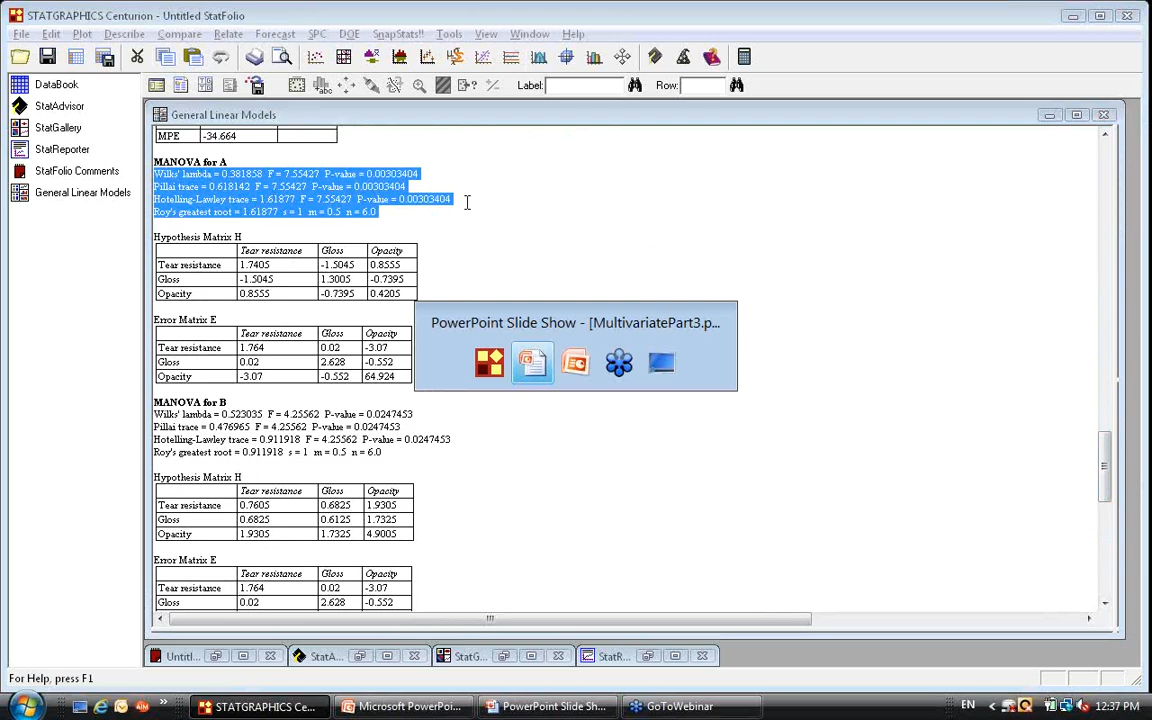 STATGRAPHICS Centurion - Untitled StatFolio
File Edit Plot Describe Compare Relate Forecast SPC DOE SnapStats!! Tools View Window Help
Label: Row:
DataBook
StatAdvisor
StatGallery
StatReporter
StatFolio Comments
General Linear Models
General Linear Models
MPE -34.664
MANOVA for A
Wilks' lambda = 0.381858 F = 7.55427 P-value = 0.00303404
Pillai trace = 0.618142 F = 7.55427 P-value = 0.00303404
Hotelling-Lawley trace = 1.61877 F = 7.55427 P-value = 0.00303404
Roy's greatest root = 1.61877 s = 1 m = 0.5 n = 6.0
Hypothesis Matrix H
Tear resistance Gloss Opacity
Tear resistance 1.7405 -1.5045 0.8555
Gloss -1.5045 1.3005 -0.7395
Opacity 0.8555 -0.7395 0.4205
Error Matrix E
Tear resistance Gloss Opacity
Tear resistance 1.764 0.02 -3.07
Gloss 0.02 2.628 -0.552
Opacity -3.07 -0.552 64.924
PowerPoint Slide Show - [MultivariatePart3.p...
MANOVA for B
Wilks' lambda = 0.523035 F = 4.25562 P-value = 0.0247453
Pillai trace = 0.476965 F = 4.25562 P-value = 0.0247453
Hotelling-Lawley trace = 0.911918 F = 4.25562 P-value = 0.0247453
Roy's greatest root = 0.911918 s = 1 m = 0.5 n = 6.0
Hypothesis Matrix H
Tear resistance Gloss Opacity
Tear resistance 0.7605 0.6825 1.9305
Gloss 0.6825 0.6125 1.7325
Opacity 1.9305 1.7325 4.9005
Error Matrix E
Tear resistance Gloss Opacity
Tear resistance 1.764 0.02 -3.07
Gloss 0.02 2.628 -0.552
Untitl... StatA... StatG... StatR...
For Help, press F1
STATGRAPHICS Ce... Microsoft PowerPoi... PowerPoint Slide Sh... GoToWebinar EN 12:37 PM